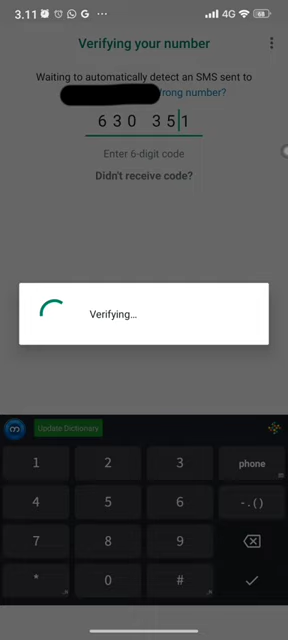 3.11
4G
68
Verifying your number
Waiting to automatically detect an SMS sent to
rong number?
630 351
Enter 6-digit code
Didn't receive code?
Verifying...
Update Dictionary
1 2 3 phone
4 5 6 -.()
7 8 9
* 0 #